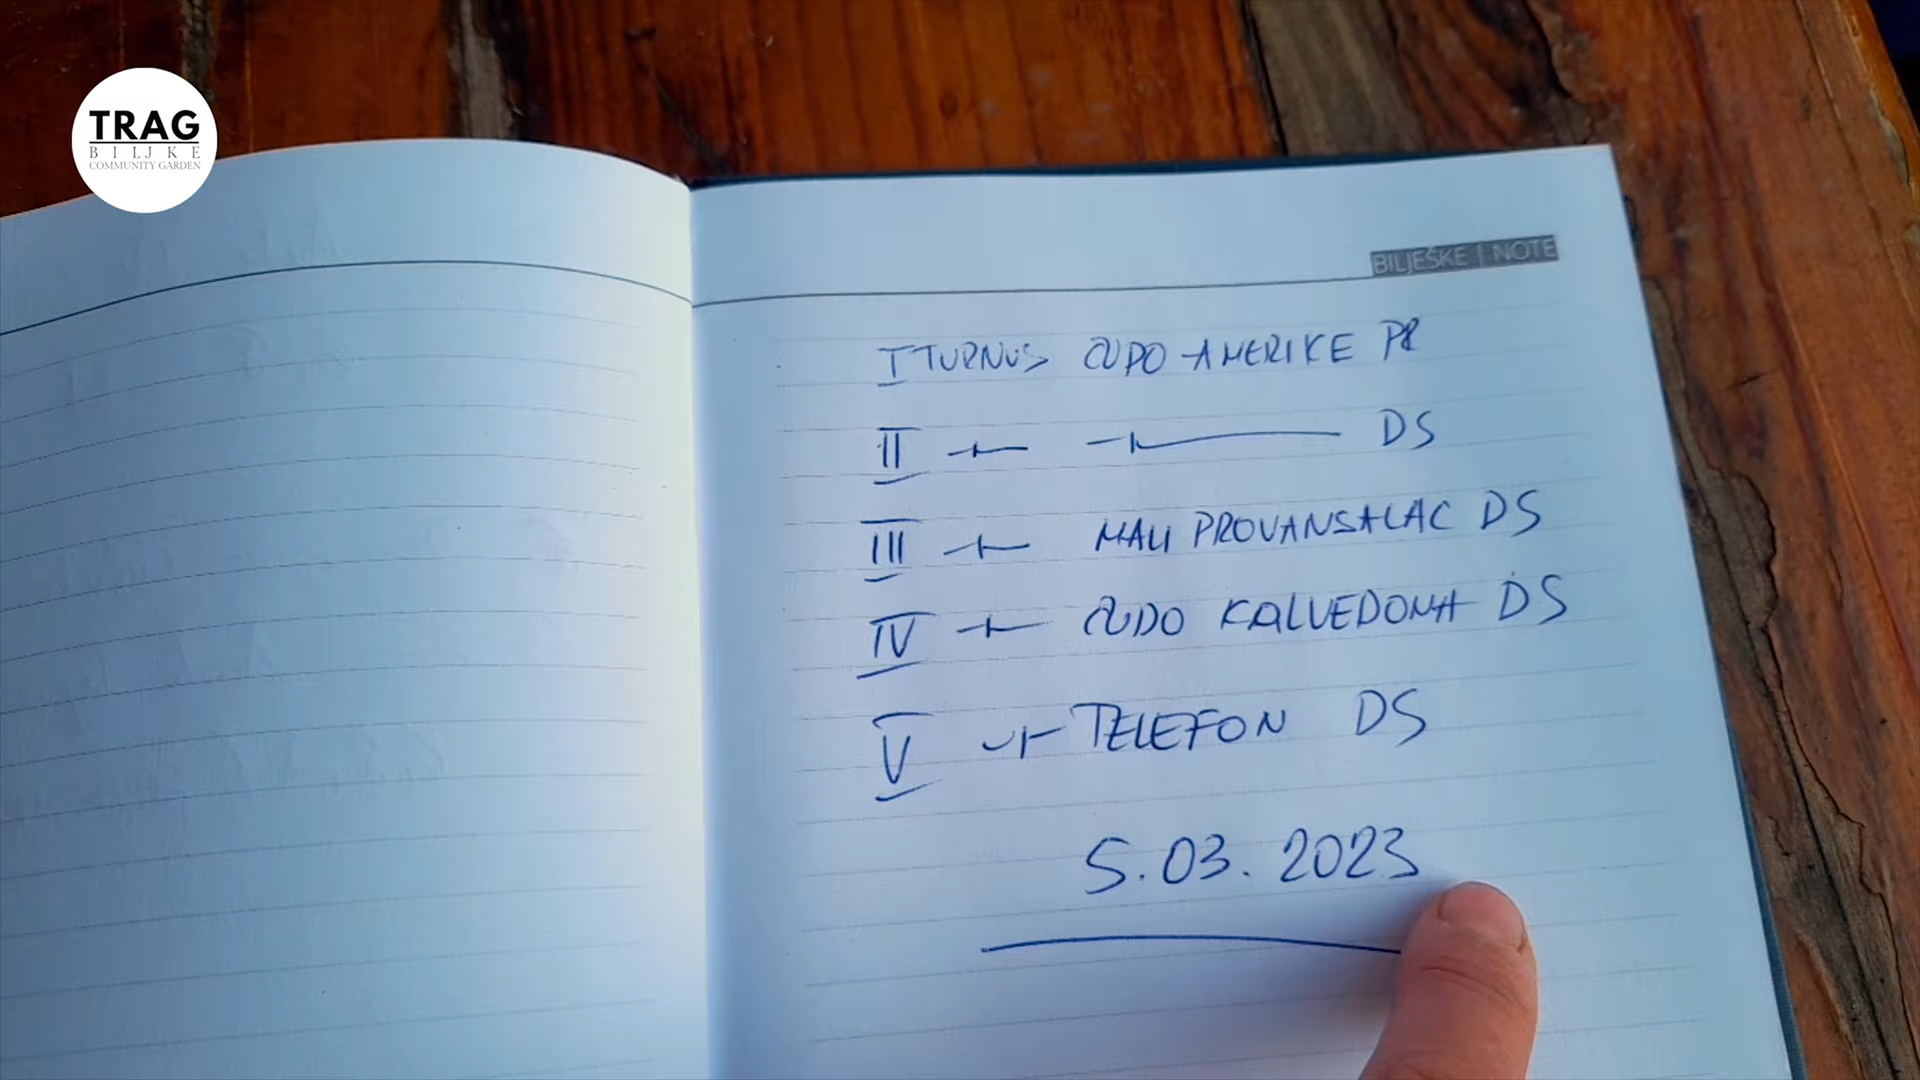 TRAG
BILJKE
COMMUNITY GARDEN
BILJEŠKE | NOTE
I TURNUS ČUDO AMERIKE PR
II —||— —||— DS
III —||— MALI PROVANSALAC DS
IV —||— ČUDO KALVEDONA DS
V —||— TELEFON DS
5.03.2023